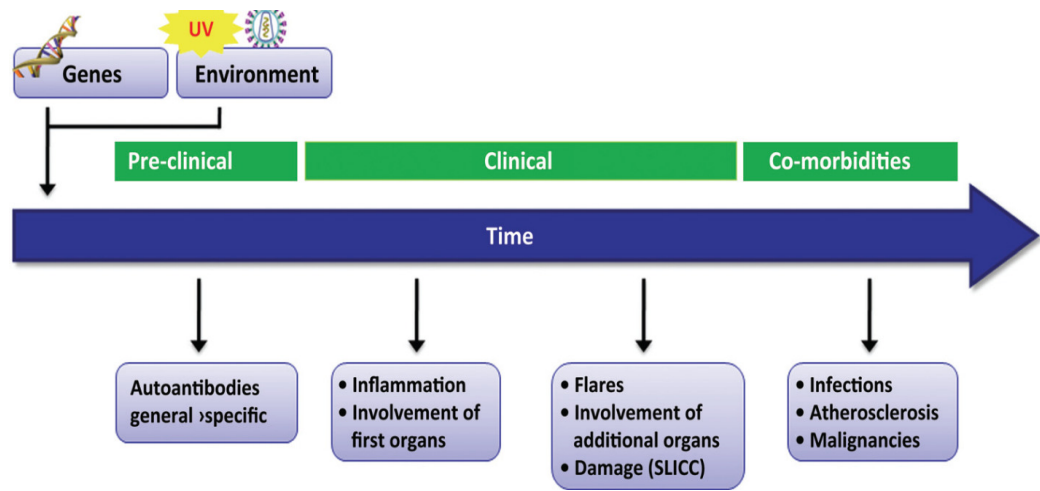 UV
Genes
Environment
Pre-clinical
Clinical
Co-morbidities
Time
Autoantibodies
general ›specific
• Inflammation
• Involvement of
first organs
• Flares
• Involvement of
additional organs
• Damage (SLICC)
• Infections
• Atherosclerosis
• Malignancies